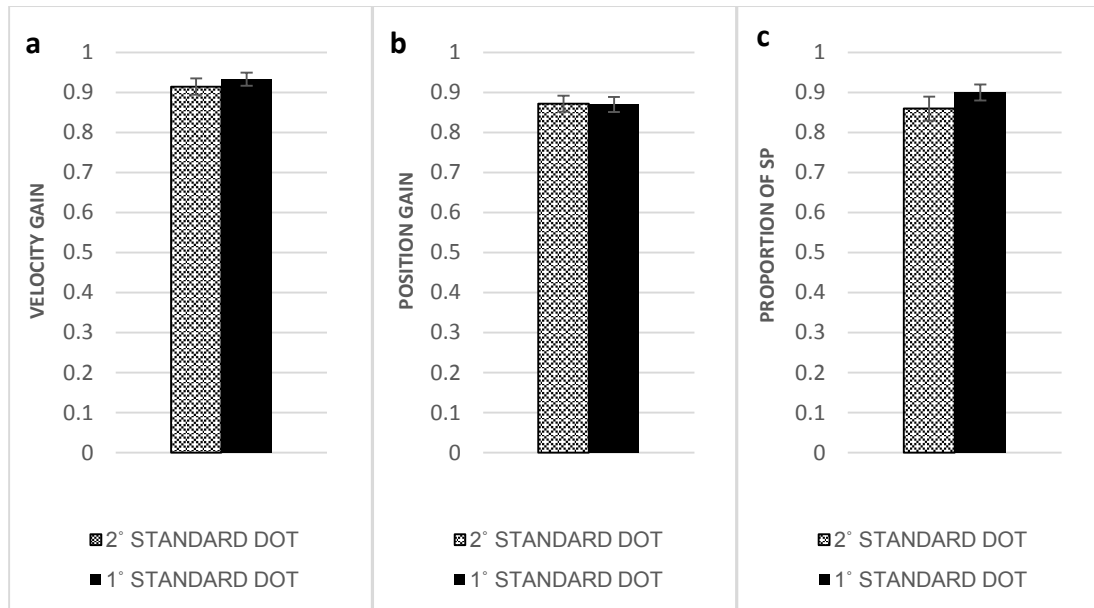 a
1
0.9
0.8
0.7
0.6
0.5
0.4
0.3
0.2
0.1
0
VELOCITY GAIN
2° STANDARD DOT
1° STANDARD DOT
b
1
0.9
0.8
0.7
0.6
0.5
0.4
0.3
0.2
0.1
0
POSITION GAIN
2° STANDARD DOT
1° STANDARD DOT
c
1
0.9
0.8
0.7
0.6
0.5
0.4
0.3
0.2
0.1
0
PROPORTION OF SP
2° STANDARD DOT
1° STANDARD DOT